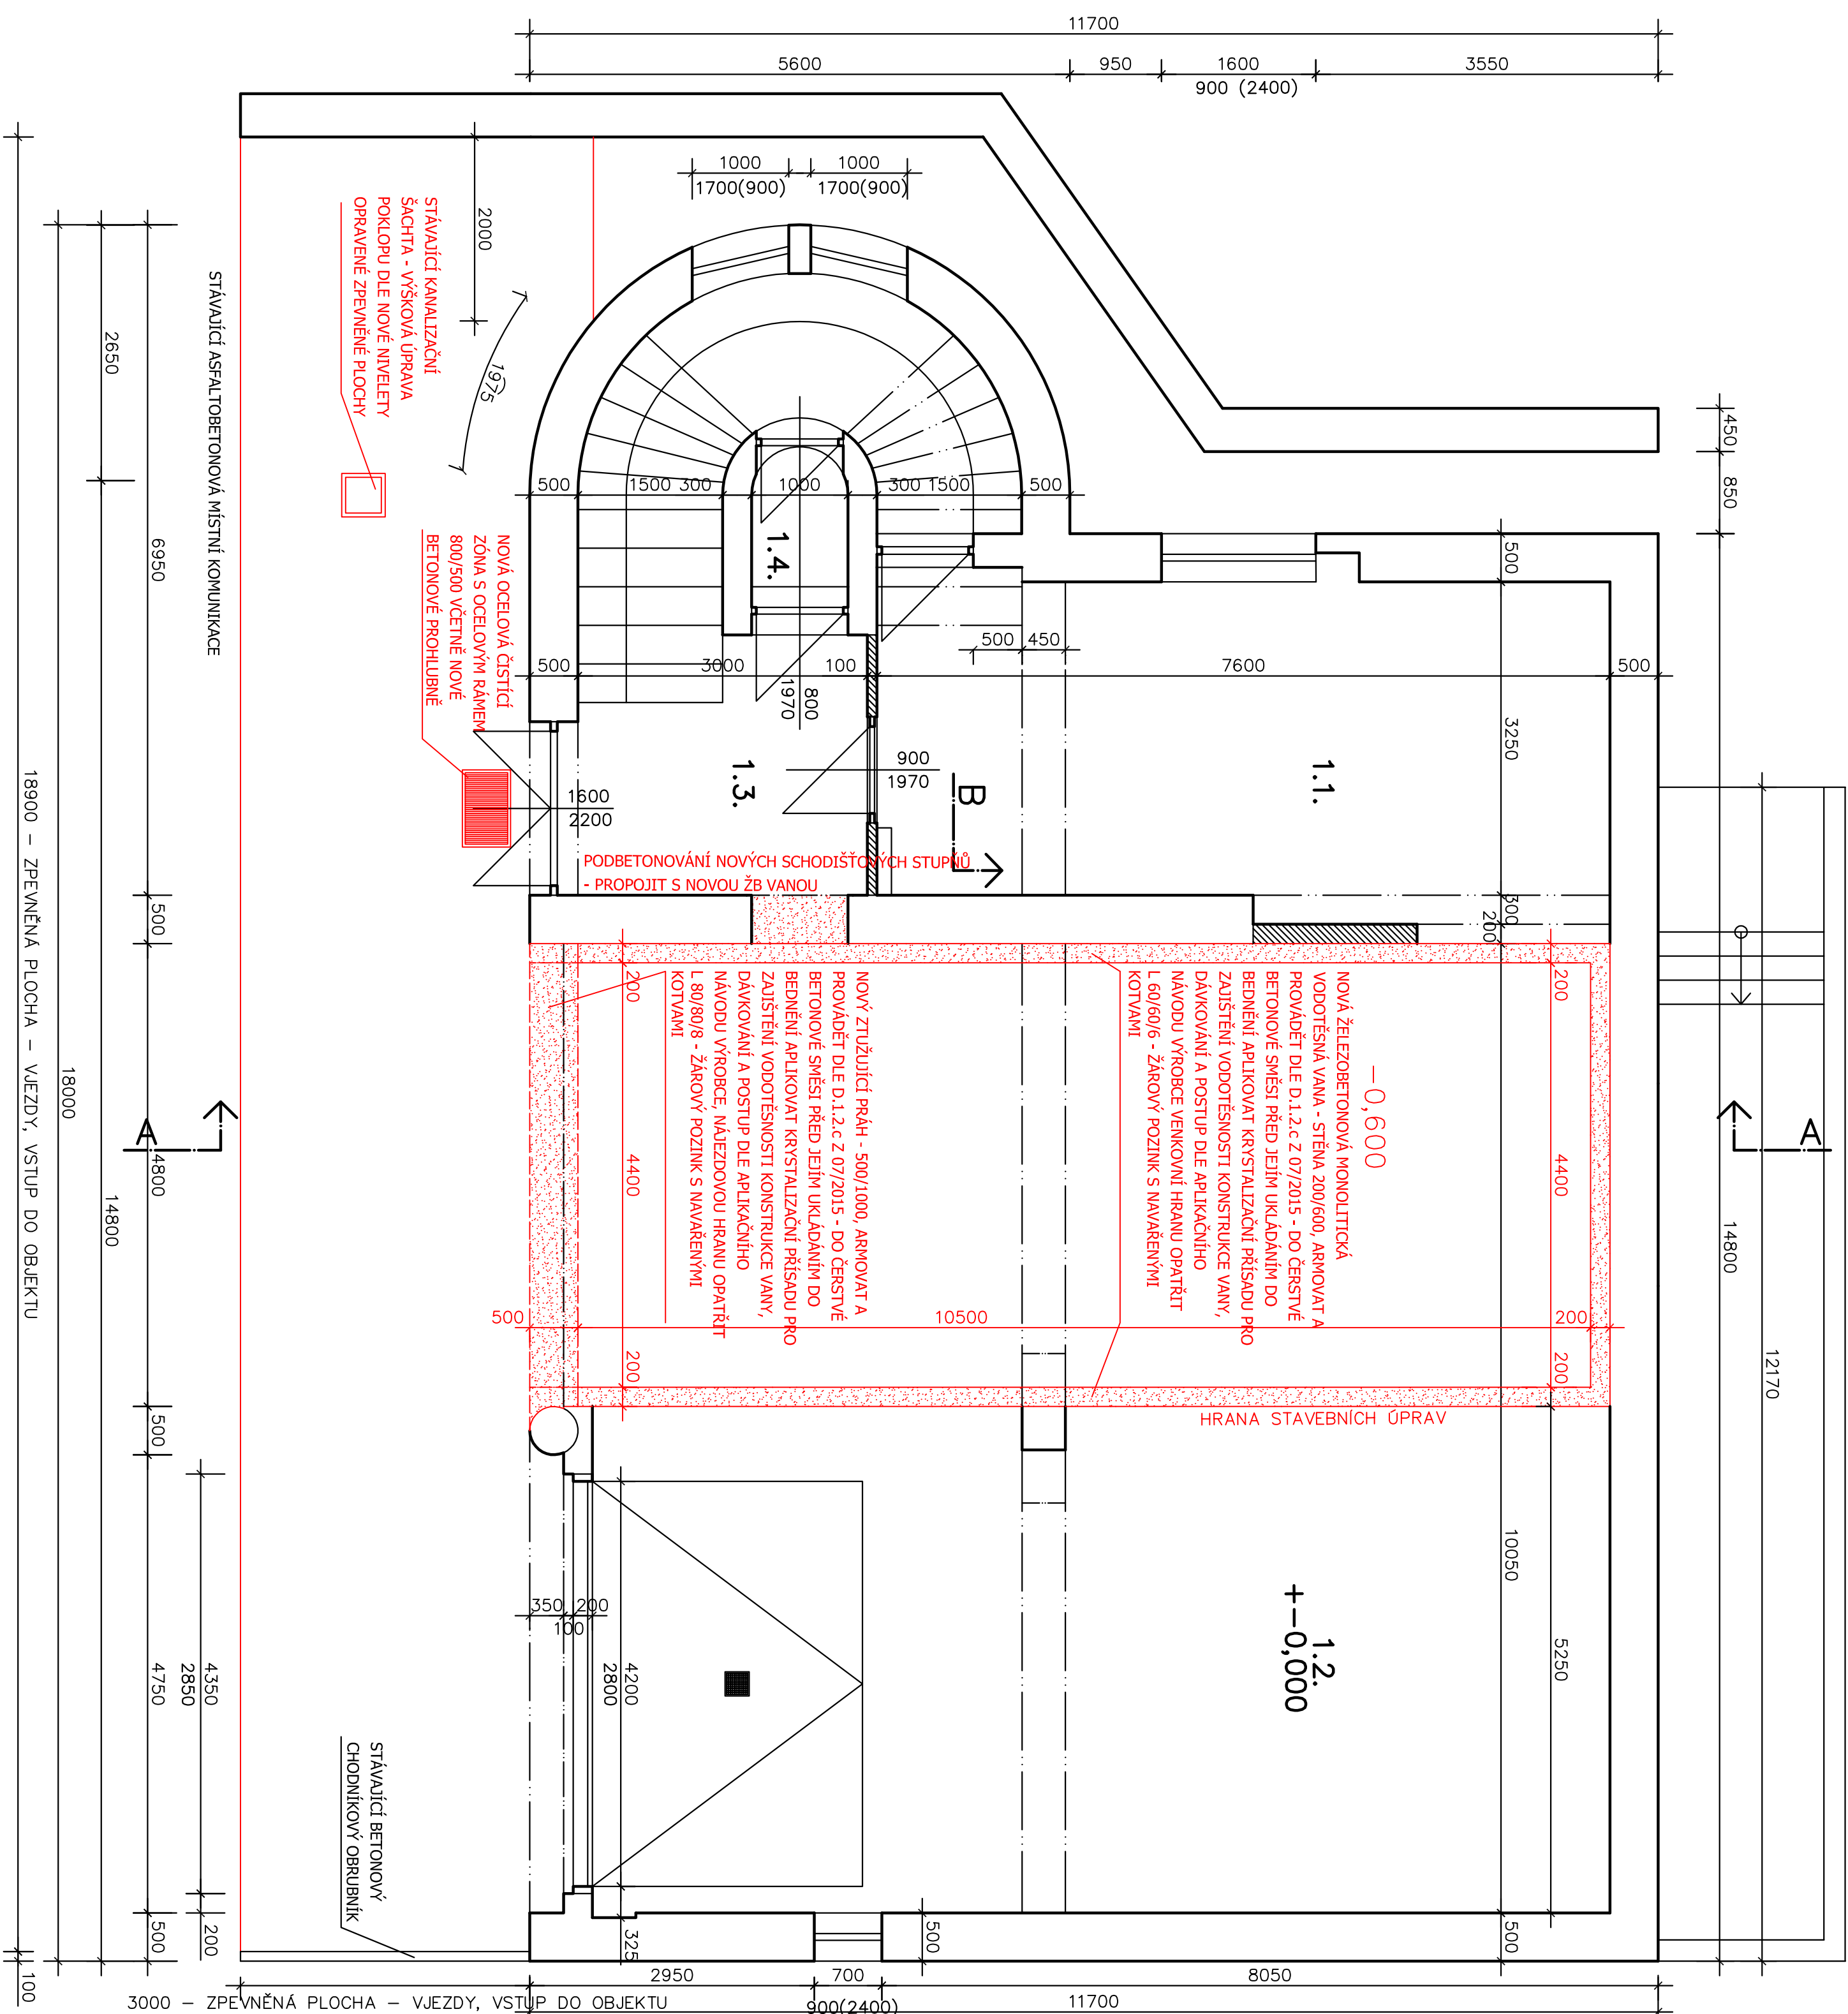 11700
5600
950
1600
3550
900 (2400)
1000
1000
1700(900)
1700(900)
2000
1975
STÁVAJÍCÍ KANALIZAČNÍ
ŠACHTA - VÝŠKOVÁ ÚPRAVA
POKLOPU DLE NOVÉ NIVELETY
OPRAVENÉ ZPEVNĚNÉ PLOCHY
STÁVAJÍCÍ ASFALTOBETONOVÁ MÍSTNÍ KOMUNIKACE
2650
6950
450
850
500
1500
300
1000
300
1500
500
1.4.
500
NOVÁ OCELOVÁ ČISTÍCÍ
ZÓNA S OCELOVÝM RÁMEM
800/500 VČETNĚ NOVÉ
BETONOVÉ PROHLUBNĚ
500
3000
100
800
1970
500
450
7600
500
3250
900
1970
1600
2200
1.3.
B
1.1.
PODBETONOVÁNÍ NOVÝCH SCHODIŠŤOVÝCH STUPŇŮ
- PROPOJIT S NOVOU ŽB VANOU
500
300
200
200
200
NOVÝ ZTUŽUJÍCÍ PRÁH - 500/1000, ARMOVAT A
PROVÁDĚT DLE D.1.2.c Z 07/2015 - DO ČERSTVÉ
BETONOVÉ SMĚSI PŘED JEJÍM UKLÁDÁNÍM DO
BEDNĚNÍ APLIKOVAT KRYSTALIZAČNÍ PŘÍSADU PRO
ZAJIŠTĚNÍ VODOTĚSNOSTI KONSTRUKCE VANY,
DÁVKOVÁNÍ A POSTUP DLE APLIKAČNÍHO
NÁVODU VÝROBCE, NÁJEZDOVOU HRANU OPATŘIT
L 80/80/8 - ŽÁROVÝ POZINK S NAVAŘENÝMI
KOTVAMI
NOVÁ ŽELEZOBETONOVÁ MONOLITICKÁ
VODOTĚSNÁ VANA - STĚNA 200/600, ARMOVAT A
PROVÁDĚT DLE D.1.2.c Z 07/2015 - DO ČERSTVÉ
BETONOVÉ SMĚSI PŘED JEJÍM UKLÁDÁNÍM DO
BEDNĚNÍ APLIKOVAT KRYSTALIZAČNÍ PŘÍSADU PRO
ZAJIŠTĚNÍ VODOTĚSNOSTI KONSTRUKCE VANY,
DÁVKOVÁNÍ A POSTUP DLE APLIKAČNÍHO
NÁVODU VÝROBCE VENKOVNÍ HRANU OPATŘIT
L 60/60/6 - ŽÁROVÝ POZINK S NAVAŘENÝMI
KOTVAMI
-0,600
4400
4400
A
A
4800
14800
18000
18900 - ZPEVNĚNÁ PLOCHA - VJEZDY, VSTUP DO OBJEKTU
14800
12170
500
10500
200
200
200
HRANA STAVEBNÍCH ÚPRAV
500
10050
5250
1.2.
+-0,000
350
200
100
4200
2800
4350
2850
4750
STÁVAJÍCÍ BETONOVÝ
CHODNÍKOVÝ OBRUBNÍK
500
200
325
500
500
100
2950
700
8050
3000 - ZPEVNĚNÁ PLOCHA - VJEZDY, VSTUP DO OBJEKTU
900(2400)
11700